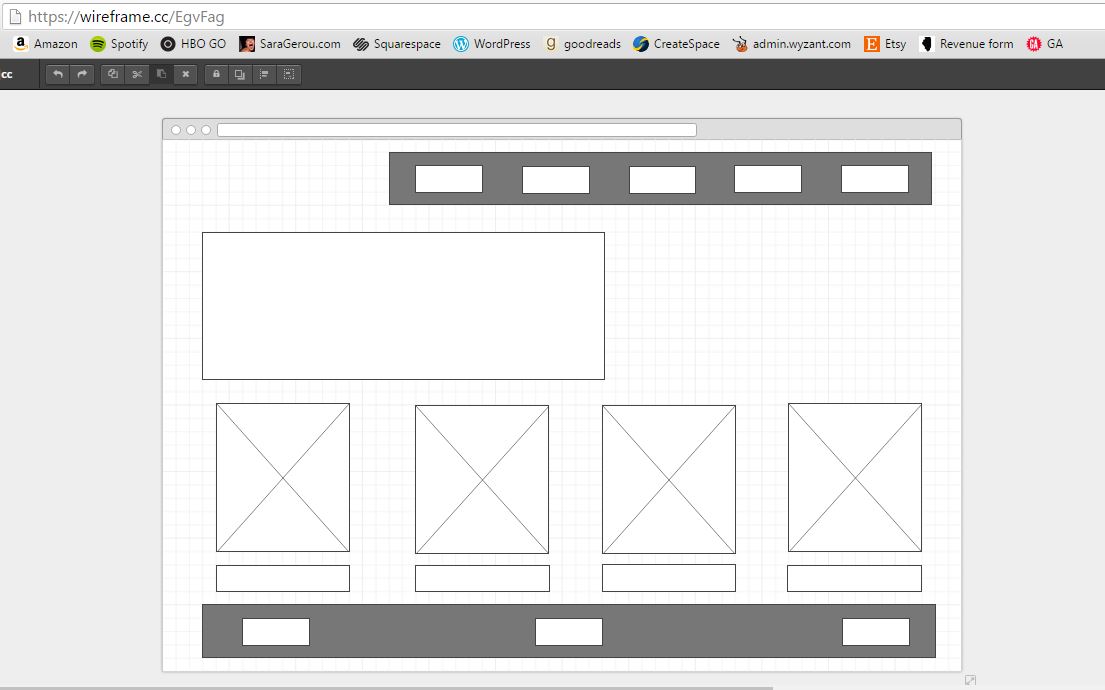 https://wireframe.cc/EgvFag
Amazon Spotify HBO GO SaraGerou.com Squarespace WordPress goodreads CreateSpace admin.wyzant.com Etsy Revenue form GA
cc